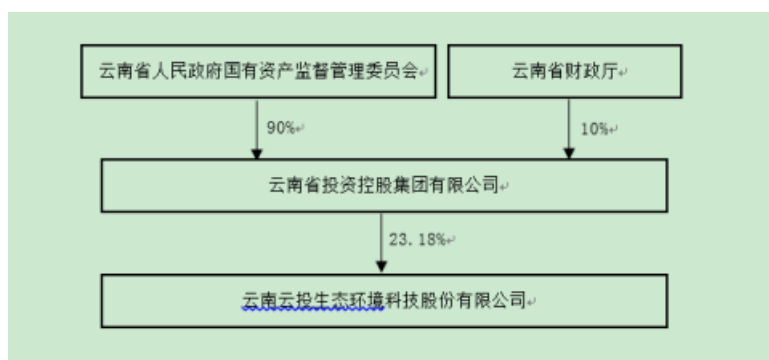 云南省人民政府国有资产监督管理委员会
云南省财政厅
90%
10%
云南省投资控股集团有限公司
23.18%
云南云投生态环境科技股份有限公司